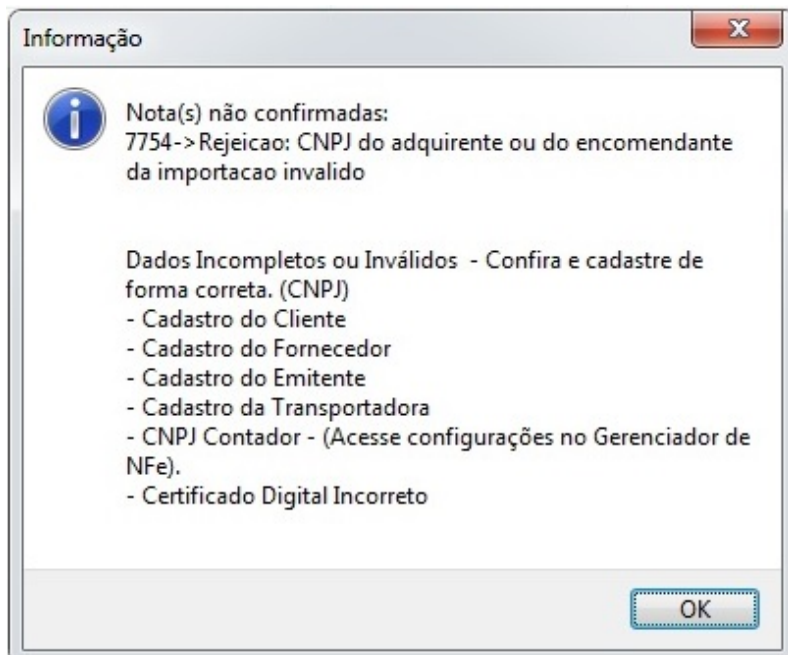 Informação
Nota(s) não confirmadas:
7754->Rejeicao: CNPJ do adquirente ou do encomendante
da importacao invalido
Dados Incompletos ou Inválidos  - Confira e cadastre de
forma correta. (CNPJ)
- Cadastro do Cliente
- Cadastro do Fornecedor
- Cadastro do Emitente
- Cadastro da Transportadora
- CNPJ Contador - (Acesse configurações no Gerenciador de
NFe).
- Certificado Digital Incorreto
OK